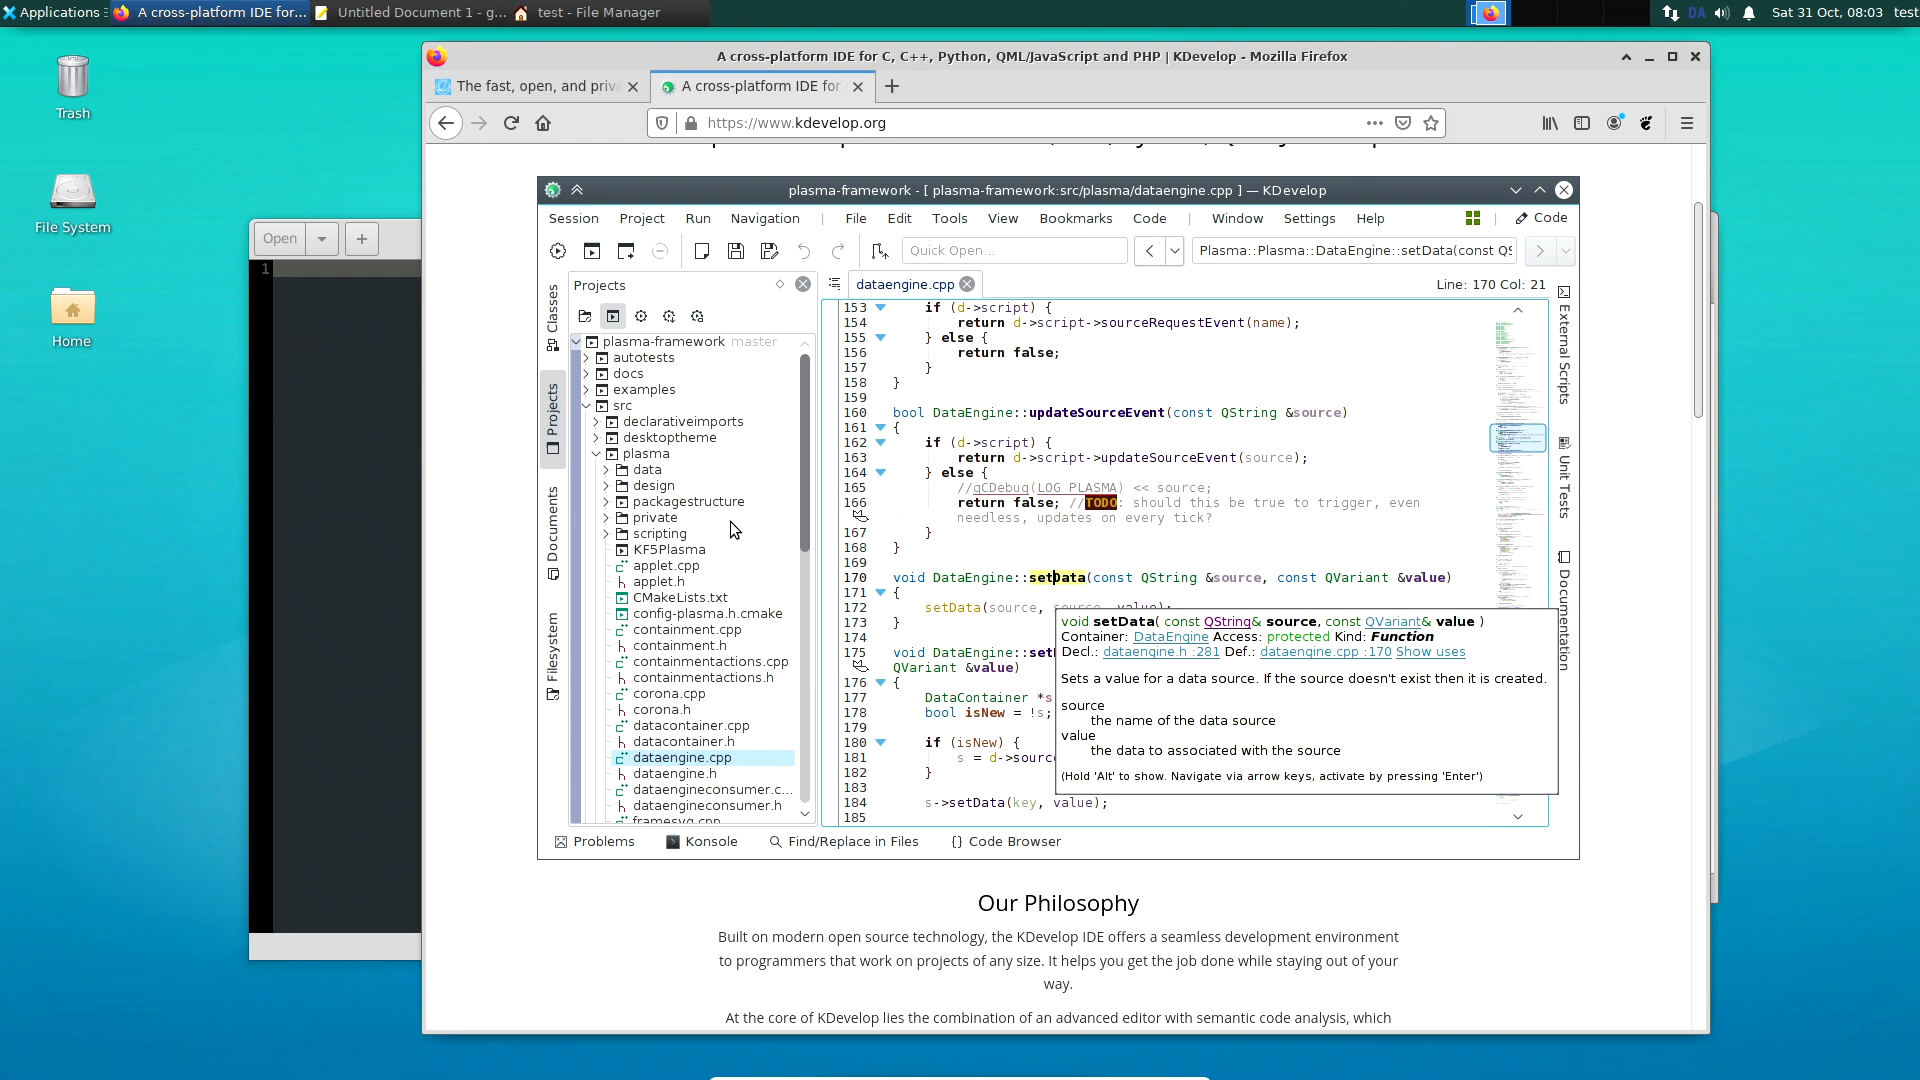 Applications
A cross-platform IDE for...
Untitled Document 1 - g...
test - File Manager
DA
Sat 31 Oct, 08:03
test
Trash
File System
Home
Open
1
A cross-platform IDE for C, C++, Python, QML/JavaScript and PHP | KDevelop - Mozilla Firefox
The fast, open, and priva
A cross-platform IDE for
https://www.kdevelop.org
plasma-framework - [ plasma-framework:src/plasma/dataengine.cpp ] — KDevelop
Session Project Run Navigation File Edit Tools View Bookmarks Code Window Settings Help Code
Quick Open...
Plasma::Plasma::DataEngine::setData(const QS
Projects
dataengine.cpp
Line: 170 Col: 21
Classes
Projects
Documents
Filesystem
plasma-framework master
autotests
docs
examples
src
declarativeimports
desktoptheme
plasma
data
design
packagestructure
private
scripting
KF5Plasma
applet.cpp
applet.h
CMakeLists.txt
config-plasma.h.cmake
containment.cpp
containment.h
containmentactions.cpp
containmentactions.h
corona.cpp
corona.h
datacontainer.cpp
datacontainer.h
dataengine.cpp
dataengine.h
dataengineconsumer.c...
dataengineconsumer.h
framesvg.cpp
153 if (d->script) {
154 return d->script->sourceRequestEvent(name);
155 } else {
156 return false;
157 }
158 }
159
160 bool DataEngine::updateSourceEvent(const QString &source)
161 {
162 if (d->script) {
163 return d->script->updateSourceEvent(source);
164 } else {
165 //qCDebug(LOG_PLASMA) << source;
166 return false; //TODO: should this be true to trigger, even
needless, updates on every tick?
167 }
168 }
169
170 void DataEngine::setData(const QString &source, const QVariant &value)
171 {
172 setData(source, source, value);
173 }
174
175 void DataEngine::set
QVariant &value)
176 {
177 DataContainer *s
178 bool isNew = !s;
179
180 if (isNew) {
181 s = d->sourc
182 }
183
184 s->setData(key, value);
185
void setData( const QString& source, const QVariant& value )
Container: DataEngine Access: protected Kind: Function
Decl.: dataengine.h :281 Def.: dataengine.cpp :170 Show uses
Sets a value for a data source. If the source doesn't exist then it is created.
source
the name of the data source
value
the data to associated with the source
(Hold 'Alt' to show. Navigate via arrow keys, activate by pressing 'Enter')
External Scripts
Unit Tests
Documentation
Problems Konsole Find/Replace in Files {} Code Browser
Our Philosophy
Built on modern open source technology, the KDevelop IDE offers a seamless development environment
to programmers that work on projects of any size. It helps you get the job done while staying out of your
way.
At the core of KDevelop lies the combination of an advanced editor with semantic code analysis, which